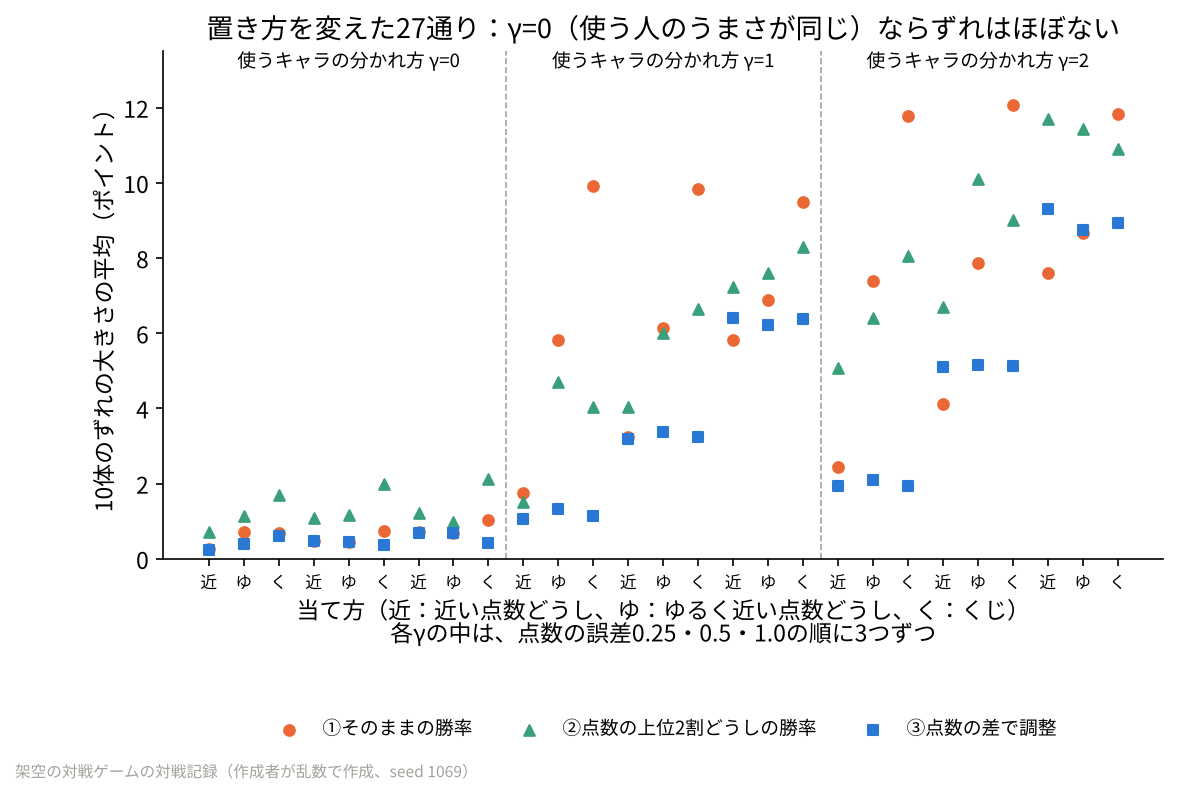 置き方を変えた27通り：γ=0（使う人のうまさが同じ）ならずれはほぼない
使うキャラの分かれ方 γ=0
使うキャラの分かれ方 γ=1
使うキャラの分かれ方 γ=2
10体のずれの大きさの平均（ポイント）
12
10
8
6
4
2
0
近 ゆ く 近 ゆ く 近 ゆ く 近 ゆ く 近 ゆ く 近 ゆ く 近 ゆ く 近 ゆ く 近 ゆ く
当て方（近：近い点数どうし、ゆ：ゆるく近い点数どうし、く：くじ）
各γの中は、点数の誤差0.25・0.5・1.0の順に3つずつ
①そのままの勝率
②点数の上位2割どうしの勝率
③点数の差で調整
架空の対戦ゲームの対戦記録（作成者が乱数で作成、seed 1069）